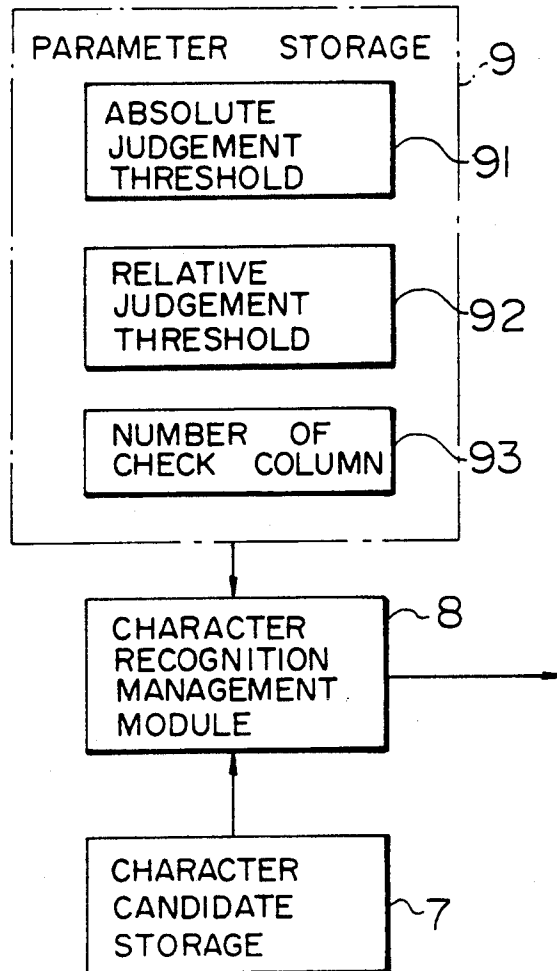 PARAMETER STORAGE
9
ABSOLUTE
JUDGEMENT
THRESHOLD
91
RELATIVE
JUDGEMENT
THRESHOLD
92
NUMBER OF
CHECK COLUMN
93
8
CHARACTER
RECOGNITION
MANAGEMENT
MODULE
CHARACTER
CANDIDATE
STORAGE
7